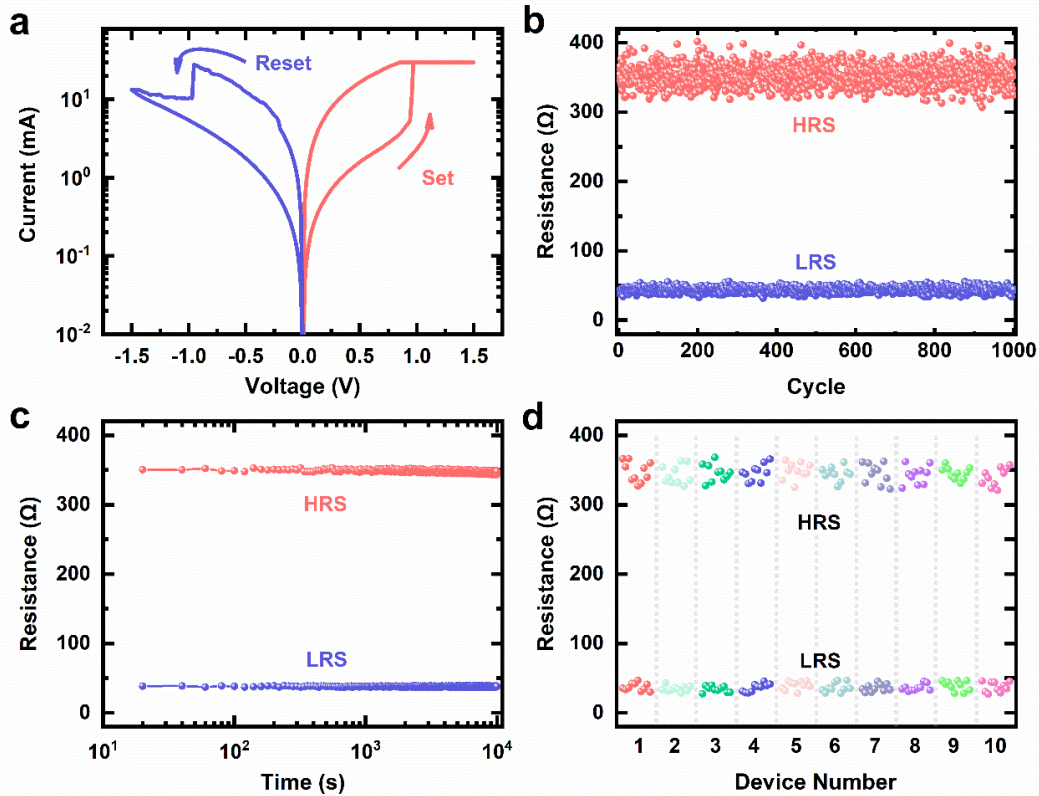 a
Current (mA)
10¹
10⁰
10⁻¹
10⁻²
Reset
Set
-1.5 -1.0 -0.5 0.0 0.5 1.0 1.5
Voltage (V)
b
Resistance (Ω)
400
300
200
100
0
HRS
LRS
0 200 400 600 800 1000
Cycle
c
Resistance (Ω)
400
300
200
100
0
HRS
LRS
10¹ 10² 10³ 10⁴
Time (s)
d
Resistance (Ω)
400
300
200
100
0
HRS
LRS
1 2 3 4 5 6 7 8 9 10
Device Number